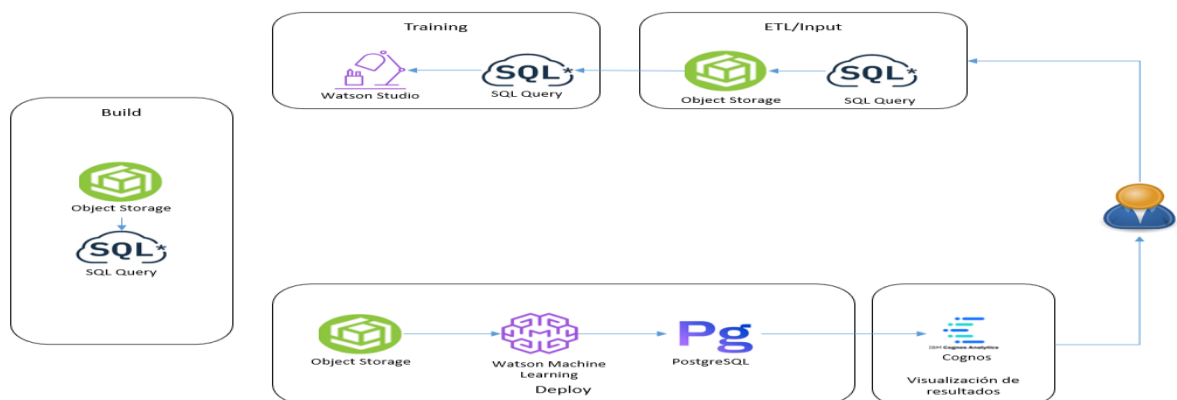 Training
SQL*
Watson Studio
SQL Query
ETL/Input
SQL*
Object Storage
SQL Query
Build
Object Storage
SQL*
SQL Query
Object Storage
Watson Machine
Learning
Pg
PostgreSQL
Deploy
IBM Cognos Analytics
Cognos
Visualización de
resultados